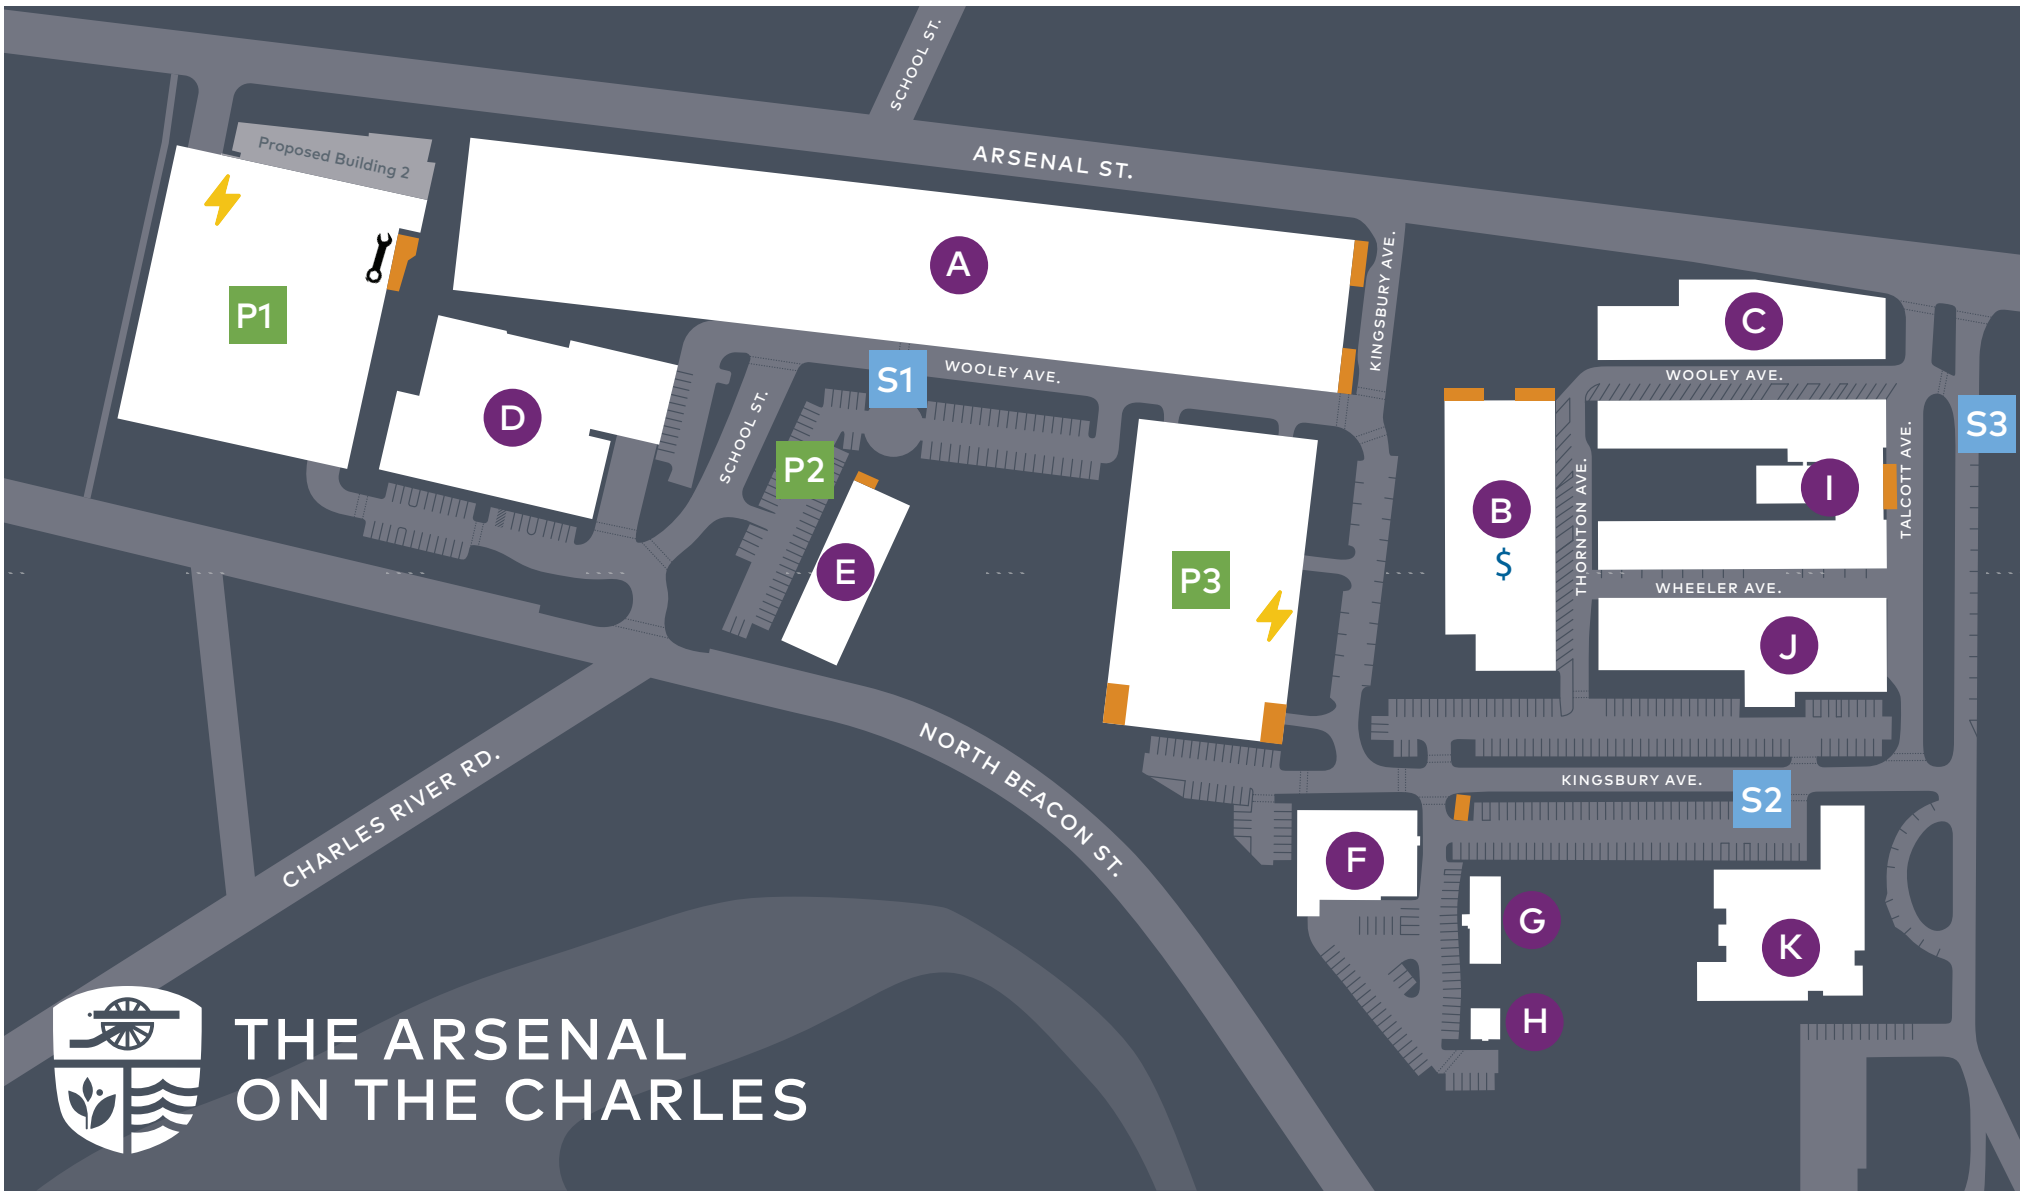 SCHOOL ST.
ARSENAL ST.
Proposed Building 2
P1
A
KINGSBURY AVE.
C
WOOLEY AVE.
S1
WOOLEY AVE.
D
SCHOOL ST.
P2
S3
B
$
THORNTON AVE.
I
TALCOTT AVE.
E
P3
WHEELER AVE.
J
NORTH BEACON ST.
CHARLES RIVER RD.
KINGSBURY AVE.
S2
F
G
K
H
THE ARSENAL
ON THE CHARLES